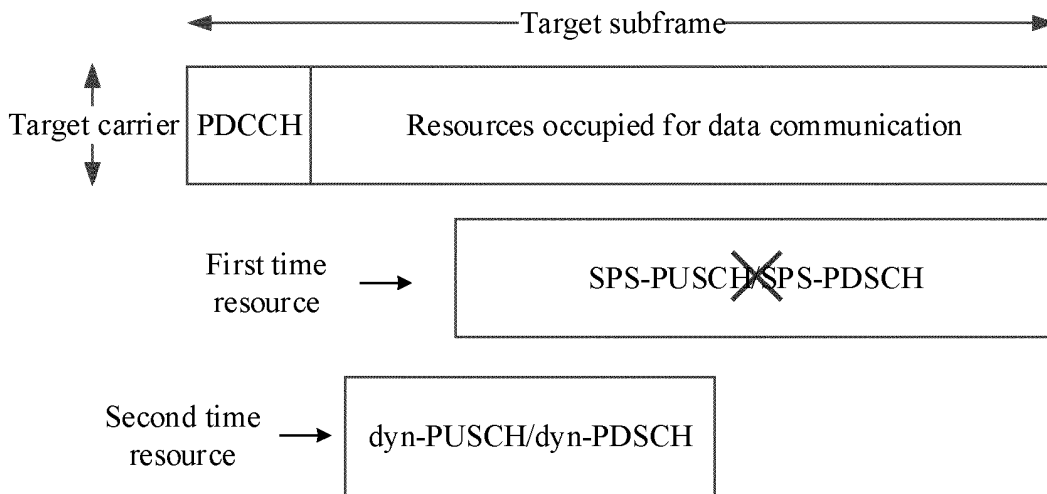 Target subframe
Target carrier
PDCCH
Resources occupied for data communication
First time
resource
SPS-PUSCH/SPS-PDSCH
Second time
resource
dyn-PUSCH/dyn-PDSCH